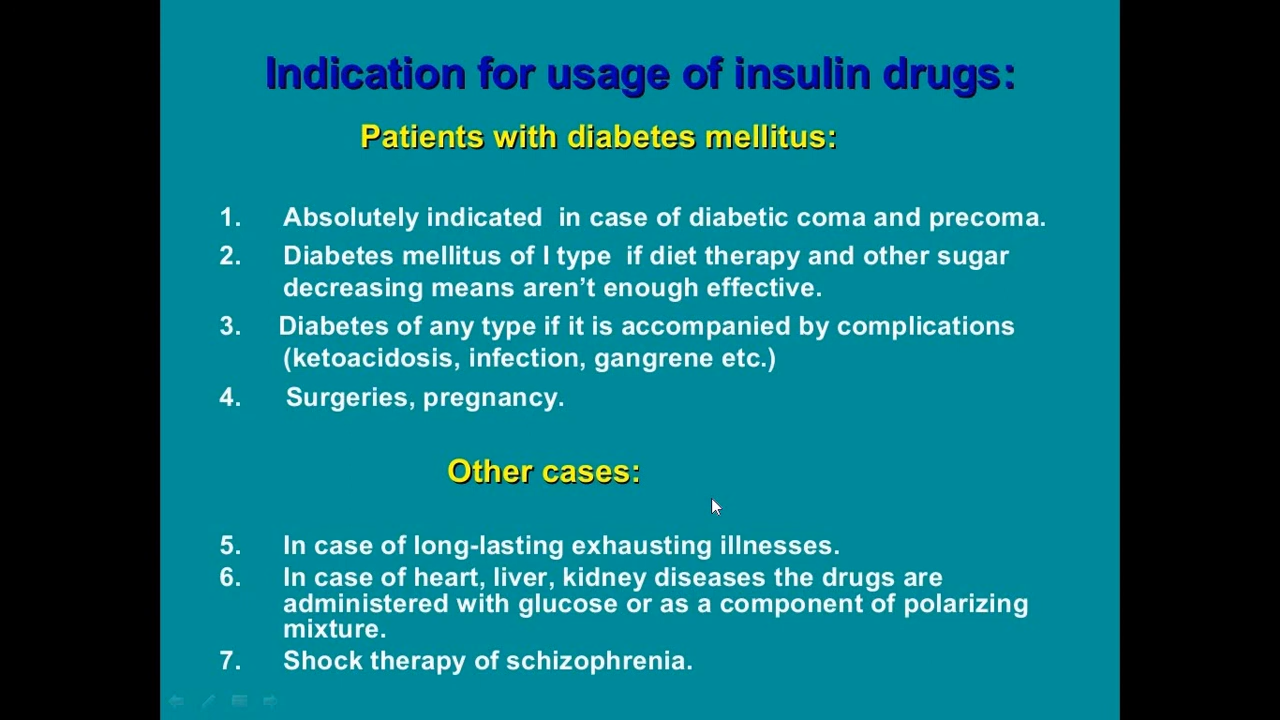 Indication for usage of insulin drugs:
Patients with diabetes mellitus:
1. Absolutely indicated in case of diabetic coma and precoma.
2. Diabetes mellitus of I type if diet therapy and other sugar
decreasing means aren’t enough effective.
3. Diabetes of any type if it is accompanied by complications
(ketoacidosis, infection, gangrene etc.)
4. Surgeries, pregnancy.
Other cases:
5. In case of long-lasting exhausting illnesses.
6. In case of heart, liver, kidney diseases the drugs are
administered with glucose or as a component of polarizing
mixture.
7. Shock therapy of schizophrenia.